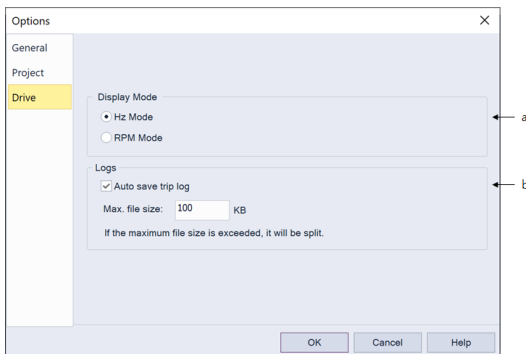 Options
General
Project
Drive
Display Mode
Hz Mode
RPM Mode
a
Logs
Auto save trip log
b
Max. file size: 100 KB
If the maximum file size is exceeded, it will be split.
OK Cancel Help